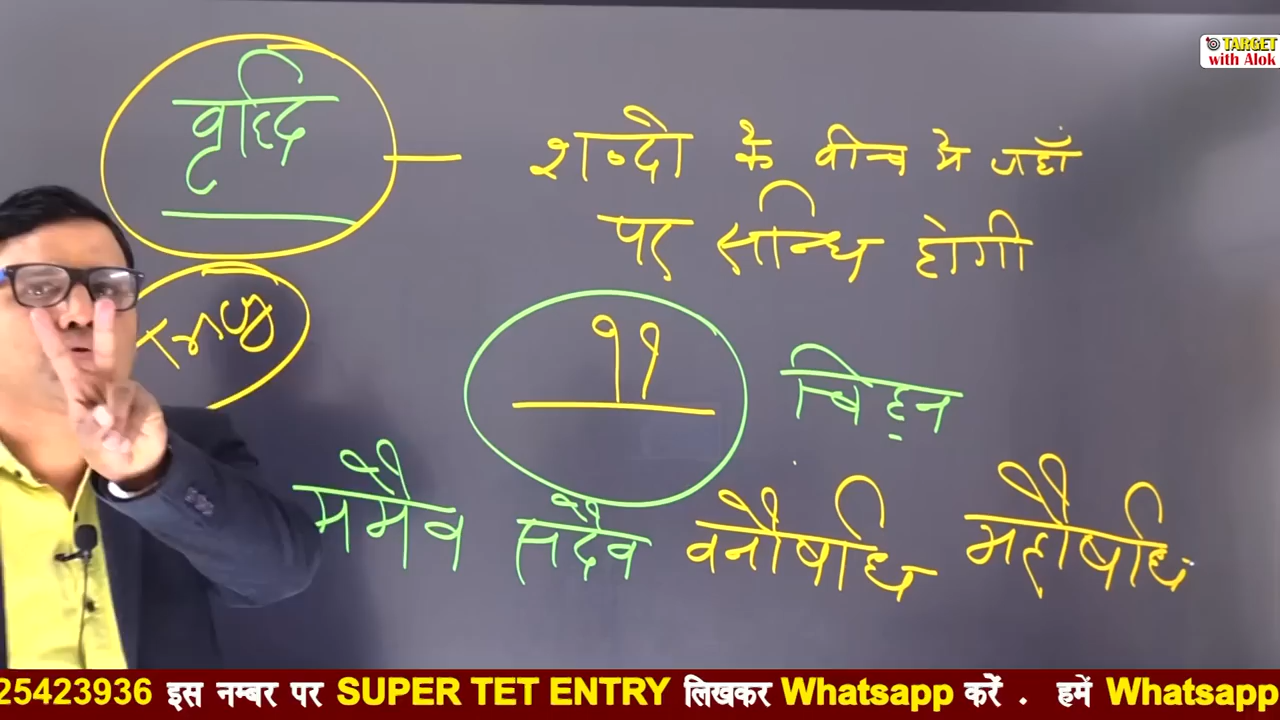 TARGET
with Alok
वृद्धि
शब्दो के बीच मे जहाँ
पर सन्धि होगी
Trick
चिह्न
ममैव सदैव वनौषधि महौषधि
25423936 इस नम्बर पर SUPER TET ENTRY लिखकर Whatsapp करें . हमें Whatsapp